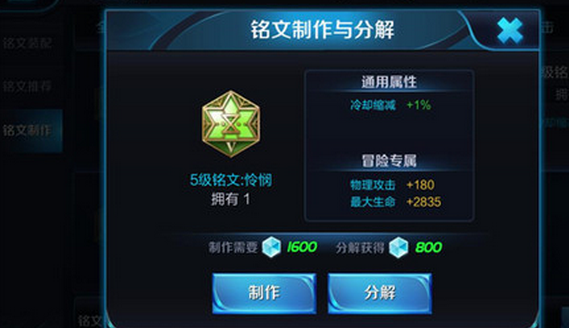 铭文制作与分解
铭文装配
铭文推荐
铭文制作
通用属性
冷却缩减 +1%
V
5级铭文:怜悯
拥有 1
冒险专属
物理攻击 +180
最大生命 +2835
制作需要 1600 分解获得 800
制作 分解
铭文